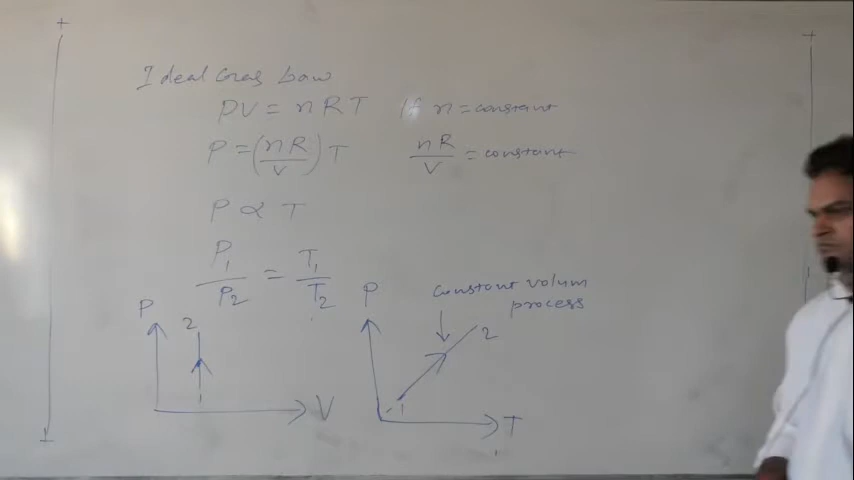 Ideal Gas Law
PV = nRT If n = constant
P = (nR/V) T nR/V = constant
P ∝ T
P1/P2 = T1/T2
constant volum
process
P
2
1
V
P
2
1
T